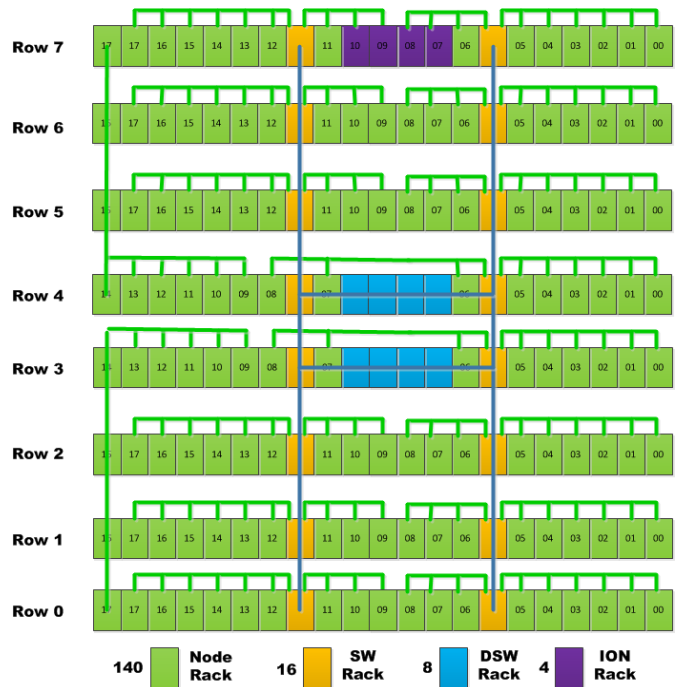 Row 7 17 17 16 15 14 13 12 11 10 09 08 07 06 05 04 03 02 01 00
Row 6 17 16 15 14 13 12 11 10 09 08 07 06 05 04 03 02 01 00
Row 5 17 16 15 14 13 12 11 10 09 08 07 06 05 04 03 02 01 00
Row 4 14 13 12 11 10 09 08 07 06 05 04 03 02 01 00
Row 3 14 13 12 11 10 09 08 07 06 05 04 03 02 01 00
Row 2 17 16 15 14 13 12 11 10 09 08 07 06 05 04 03 02 01 00
Row 1 17 16 15 14 13 12 11 10 09 08 07 06 05 04 03 02 01 00
Row 0 17 17 16 15 14 13 12 11 10 09 08 07 06 05 04 03 02 01 00
140 Node Rack
16 SW Rack
8 DSW Rack
4 ION Rack